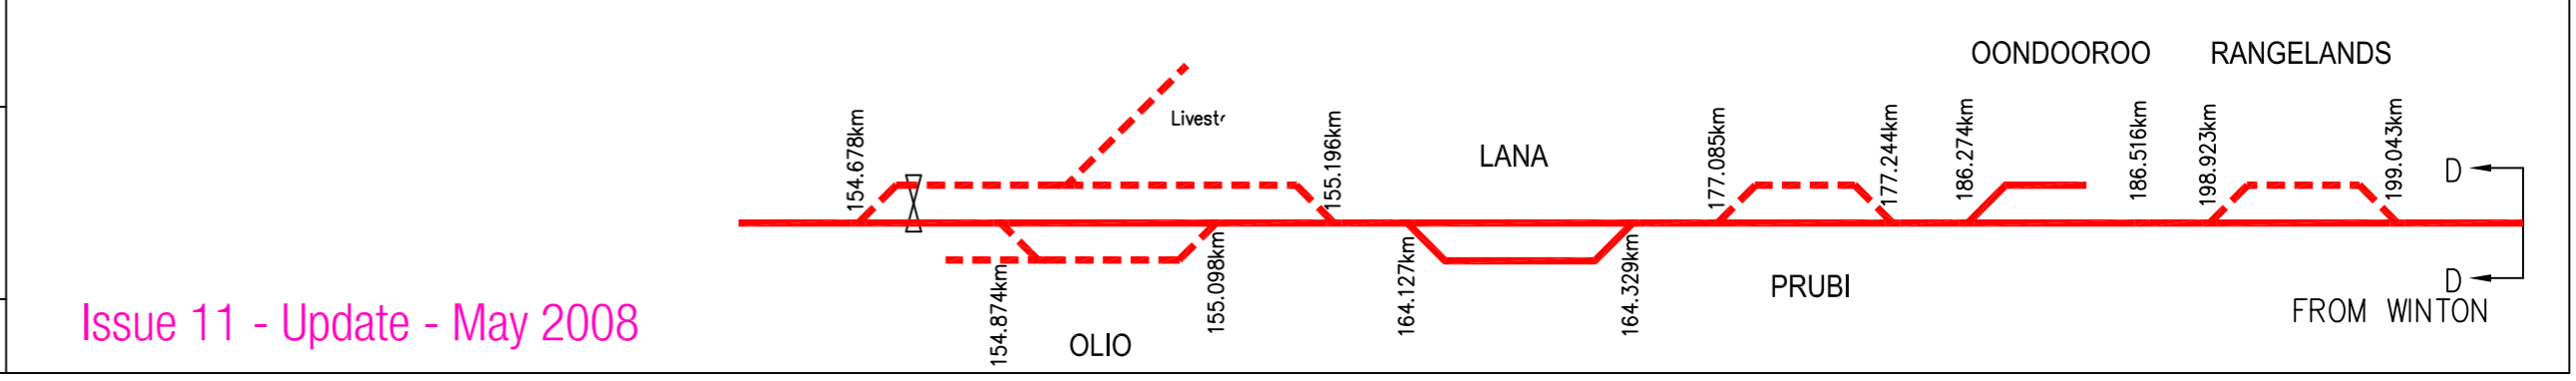 OONDOOROO RANGELANDS
154.678km
155.196km
LANA
177.085km
177.244km
186.274km
186.516km
198.923km
199.043km
D
154.874km
155.098km
164.127km
164.329km
PRUBI
D
FROM WINTON
OLIO
Issue 11 - Update - May 2008